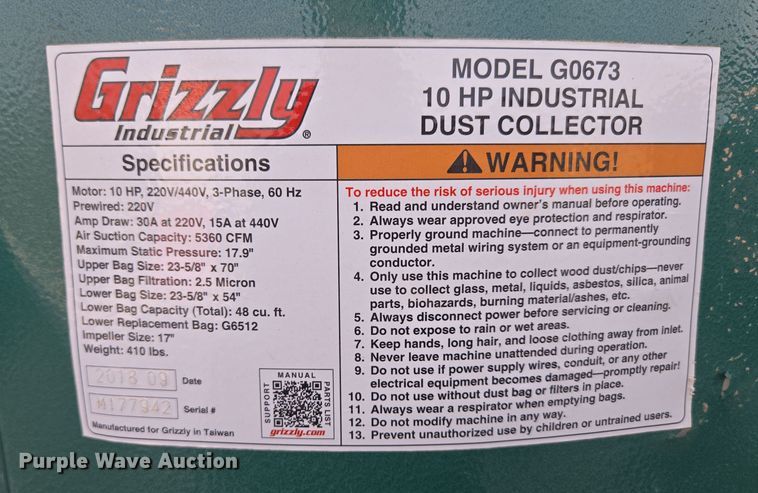 Grizzly
Industrial ®
MODEL G0673
10 HP INDUSTRIAL
DUST COLLECTOR
Specifications
Motor: 10 HP, 220V/440V, 3-Phase, 60 Hz
Prewired: 220V
Amp Draw: 30A at 220V, 15A at 440V
Air Suction Capacity: 5360 CFM
Maximum Static Pressure: 17.9"
Upper Bag Size: 23-5/8" x 70"
Upper Bag Filtration: 2.5 Micron
Lower Bag Size: 23-5/8" x 54"
Lower Bag Capacity (Total): 48 cu. ft.
Lower Replacement Bag: G6512
Impeller Size: 17"
Weight: 410 lbs.
2018 09 Date
M177942 Serial #
Manufactured for Grizzly in Taiwan
MANUAL
SUPPORT
PARTS LIST
grizzly.com
WARNING!
To reduce the risk of serious injury when using this machine:
1. Read and understand owner's manual before operating.
2. Always wear approved eye protection and respirator.
3. Properly ground machine—connect to permanently
grounded metal wiring system or an equipment-grounding
conductor.
4. Only use this machine to collect wood dust/chips—never
use to collect glass, metal, liquids, asbestos, silica, animal
parts, biohazards, burning material/ashes, etc.
5. Always disconnect power before servicing or cleaning.
6. Do not expose to rain or wet areas.
7. Keep hands, long hair, and loose clothing away from inlet.
8. Never leave machine unattended during operation.
9. Do not use if power supply wires, conduit, or any other
electrical equipment becomes damaged—promptly repair!
10. Do not use without dust bag or filters in place.
11. Always wear a respirator when emptying bags.
12. Do not modify machine in any way.
13. Prevent unauthorized use by children or untrained users.
Purple Wave Auction